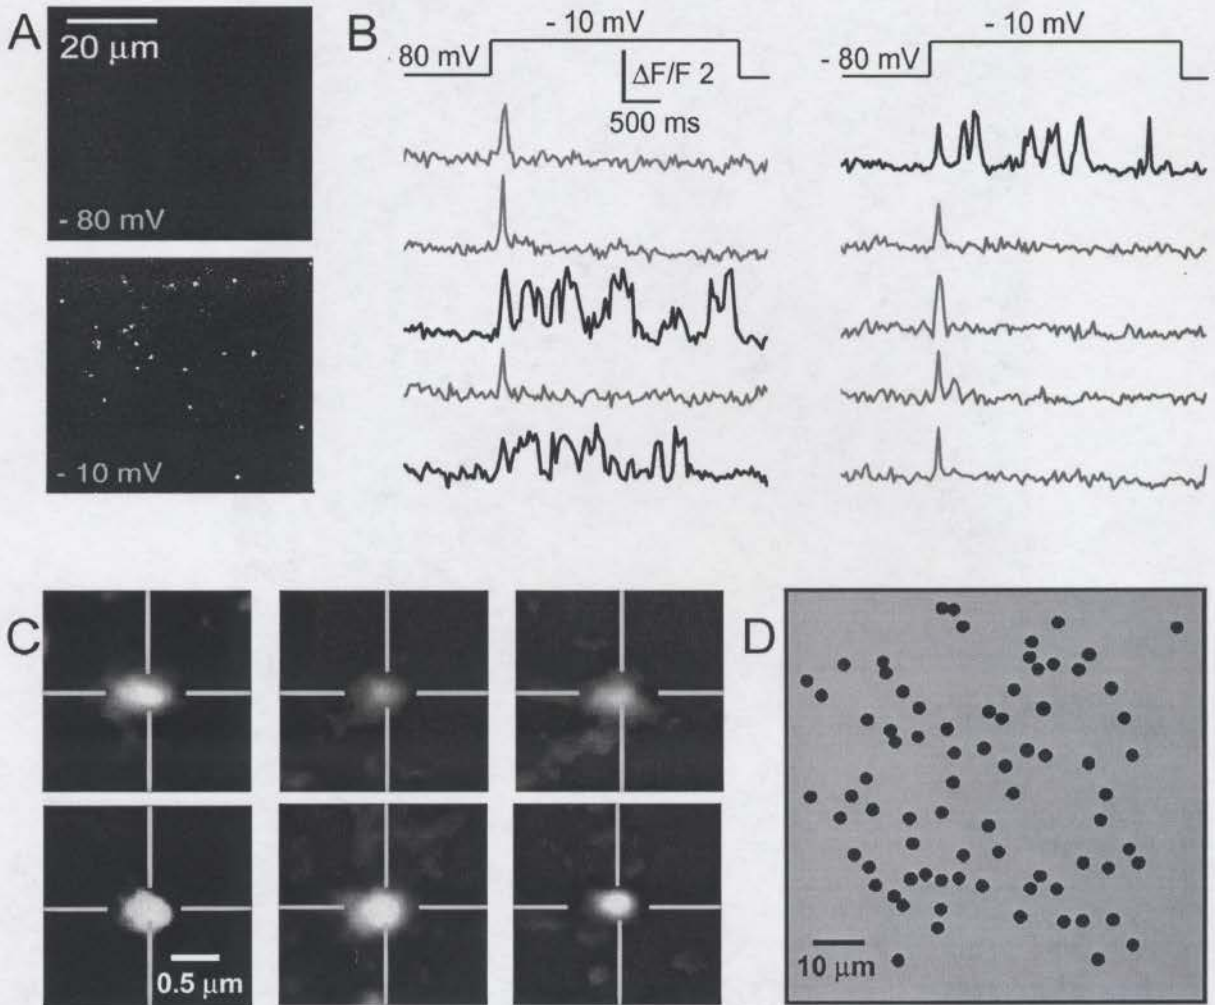 A
20 μm
- 80 mV
- 10 mV
B
- 10 mV
80 mV
ΔF/F 2
500 ms
- 10 mV
- 80 mV
C
0.5 μm
D
10 μm